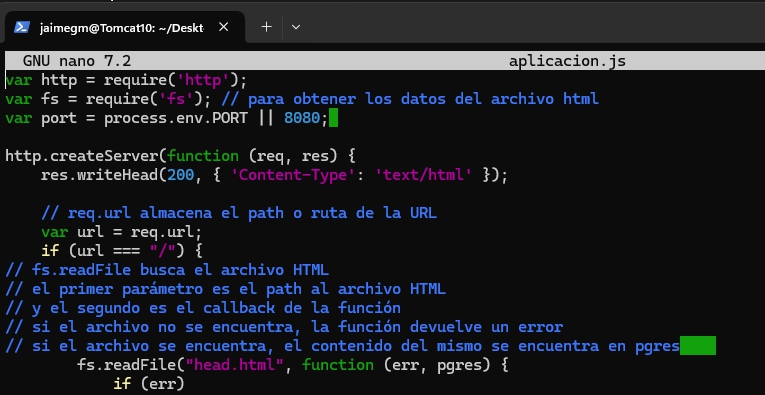 jaimegm@Tomcat10: ~/Deskt
GNU nano 7.2 aplicacion.js
var http = require('http');
var fs = require('fs'); // para obtener los datos del archivo html
var port = process.env.PORT || 8080;
http.createServer(function (req, res) {
    res.writeHead(200, { 'Content-Type': 'text/html' });
    // req.url almacena el path o ruta de la URL
    var url = req.url;
    if (url === "/") {
// fs.readFile busca el archivo HTML
// el primer parámetro es el path al archivo HTML
// y el segundo es el callback de la función
// si el archivo no se encuentra, la función devuelve un error
// si el archivo se encuentra, el contenido del mismo se encuentra en pgres
        fs.readFile("head.html", function (err, pgres) {
            if (err)